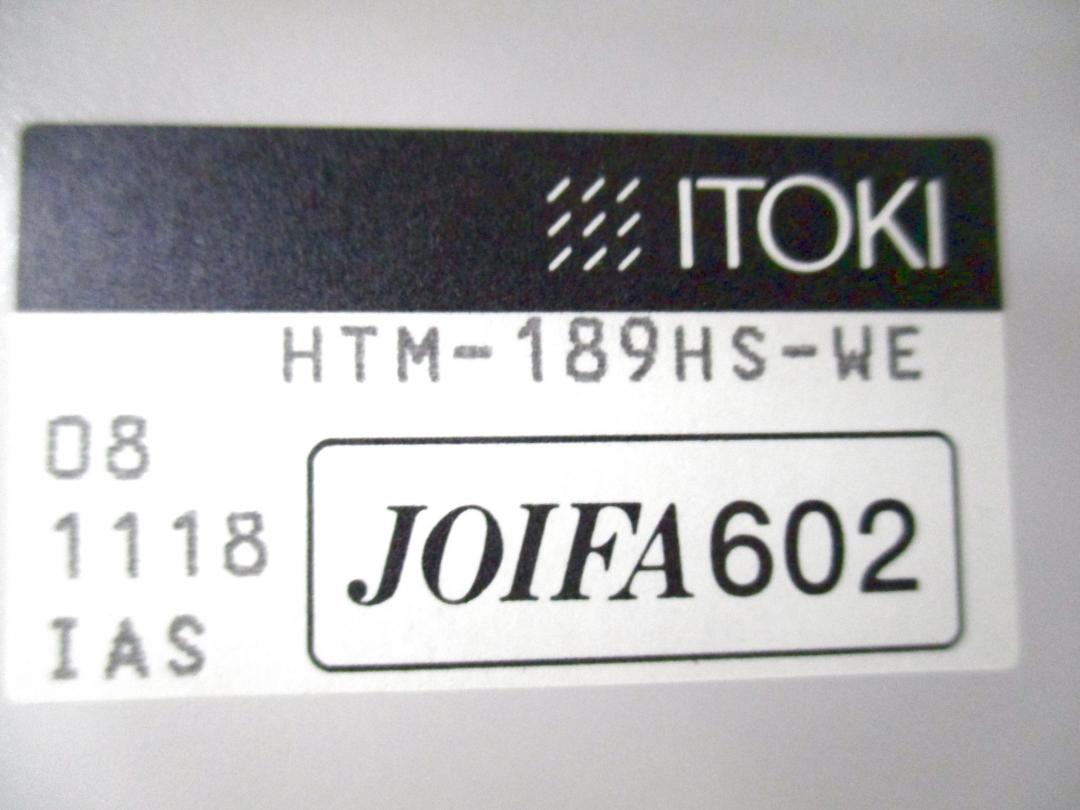 ITOKI
HTM-189HS-WE
08
1118
IAS
JOIFA602